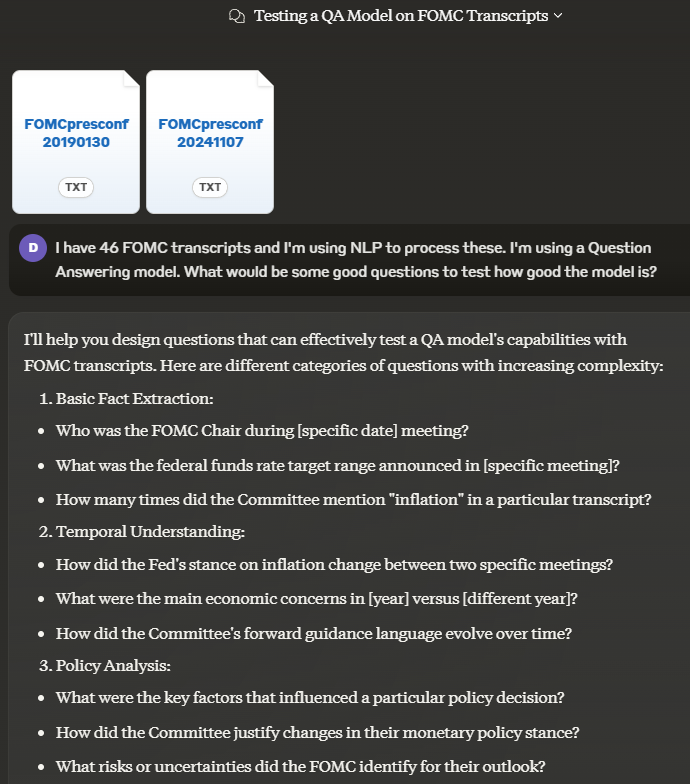 Testing a QA Model on FOMC Transcripts
FOMCpresconf
20190130
TXT
FOMCpresconf
20241107
TXT
D
I have 46 FOMC transcripts and I'm using NLP to process these. I'm using a Question
Answering model. What would be some good questions to test how good the model is?
I'll help you design questions that can effectively test a QA model's capabilities with
FOMC transcripts. Here are different categories of questions with increasing complexity:
1. Basic Fact Extraction:
• Who was the FOMC Chair during [specific date] meeting?
• What was the federal funds rate target range announced in [specific meeting]?
• How many times did the Committee mention "inflation" in a particular transcript?
2. Temporal Understanding:
• How did the Fed's stance on inflation change between two specific meetings?
• What were the main economic concerns in [year] versus [different year]?
• How did the Committee's forward guidance language evolve over time?
3. Policy Analysis:
• What were the key factors that influenced a particular policy decision?
• How did the Committee justify changes in their monetary policy stance?
• What risks or uncertainties did the FOMC identify for their outlook?